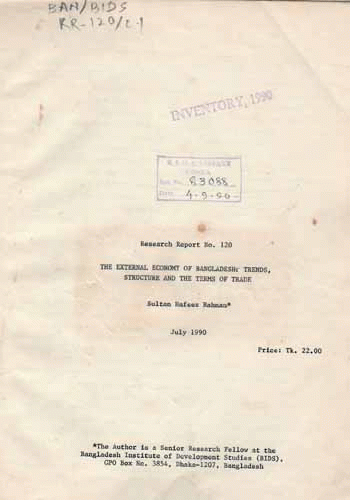 BAN/BIDS
RR-120/c-1
INVENTORY, 1990
LIBRARY
83088
Date 4-9-90
Research Report No. 120
THE EXTERNAL ECONOMY OF BANGLADESH: TRENDS,
STRUCTURE AND THE TERMS OF TRADE
Sultan Hafeez Rahman*
July 1990
Price: Tk. 22.00
*The Author is a Senior Research Fellow at the
Bangladesh Institute of Development Studies (BIDS),
GPO Box No. 3854, Dhaka-1207, Bangladesh